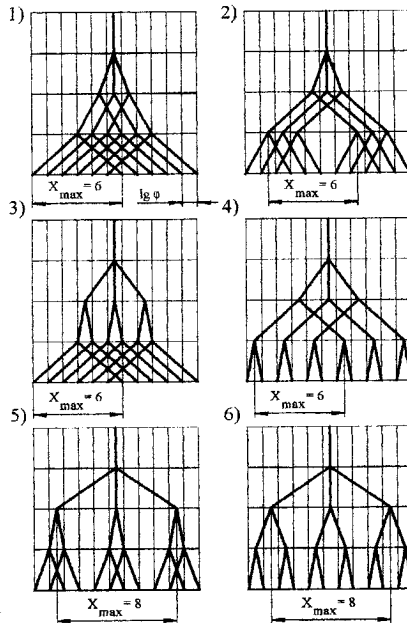 1)
2)
X max = 6
lg φ
X max = 6
3)
4)
X max = 6
X max = 6
5)
6)
X max = 8
X max = 8